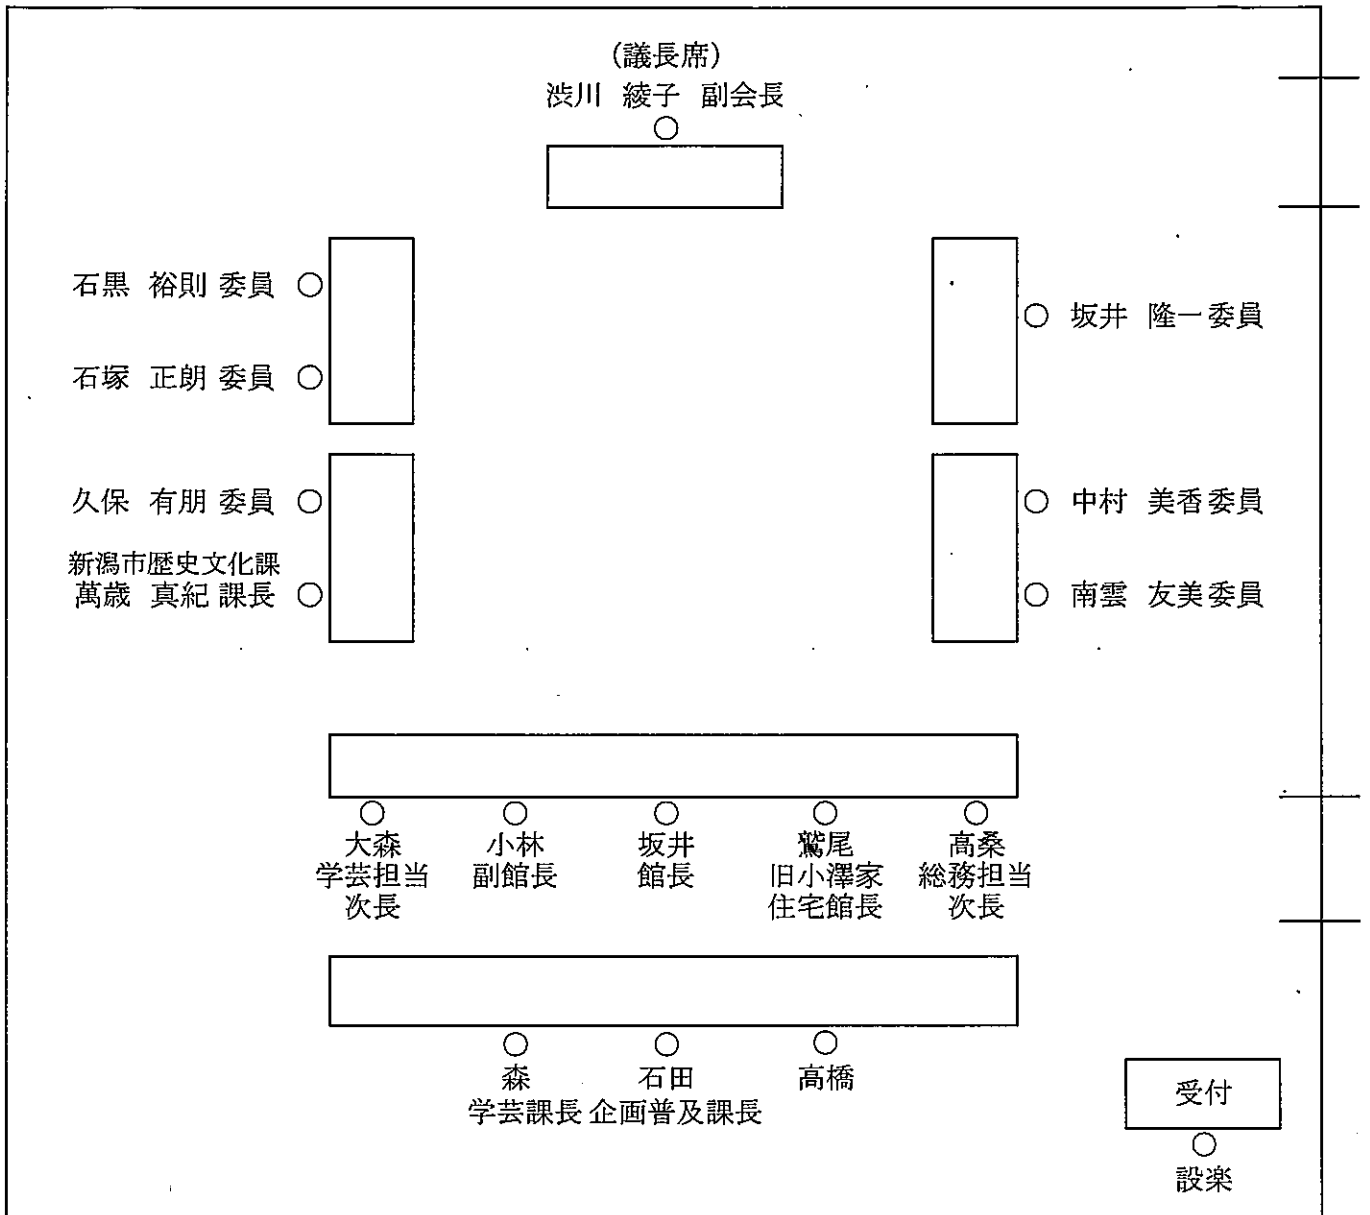 (議長席)
渋川 綾子 副会長
石黒 裕則 委員
石塚 正朗 委員
久保 有朋 委員
新潟市歴史文化課
萬歳 真紀 課長
坂井 隆一 委員
中村 美香 委員
南雲 友美 委員
大森
学芸担当
次長
小林
副館長
坂井
館長
鷲尾
旧小澤家
住宅館長
高桑
総務担当
次長
森
学芸課長
石田
企画普及課長
高橋
受付
設楽